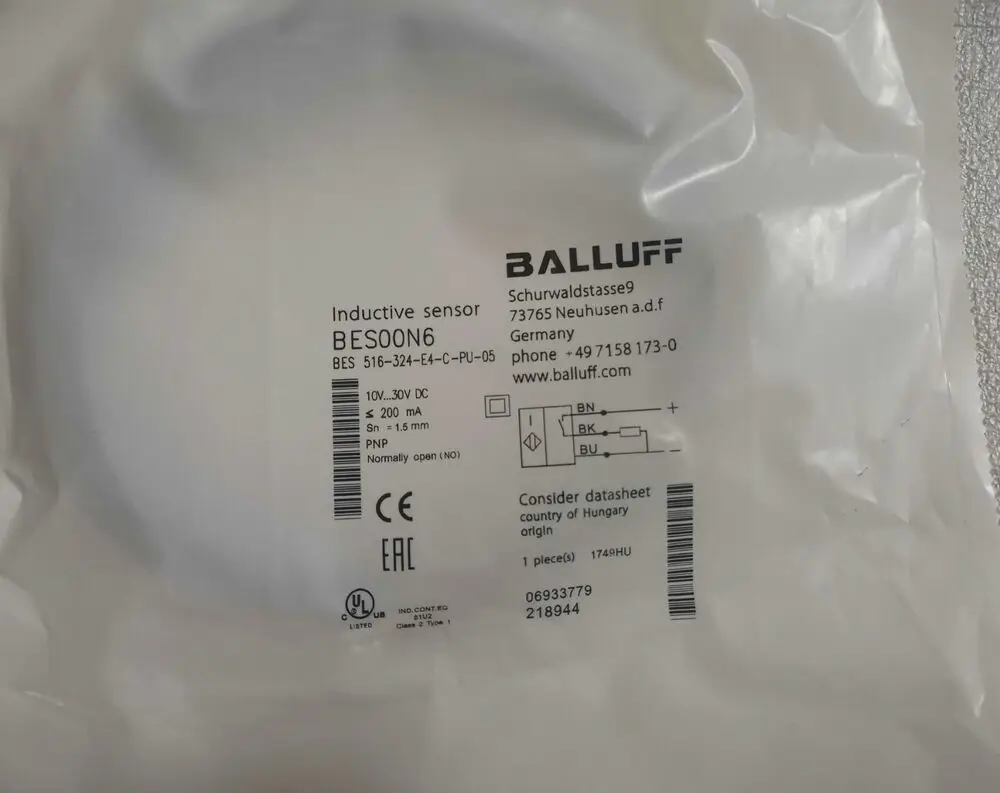 BALLUFF
Schurwaldstasse9
73765 Neuhusen a.d.f
Germany
phone +49 7158 173-0
www.balluff.com
Inductive sensor
BES00N6
BES 516-324-E4-C-PU-05
10V...30V DC
≤ 200 mA
Sn = 1.5 mm
PNP
Normally open (NO)
BN +
BK
BU −
CE
EAC
Consider datasheet
country of Hungary
origin
1 piece(s) 1749HU
06933779
218944
C UL US
LISTED
IND.CONT.EQ
81U2
Class 2 Type 1